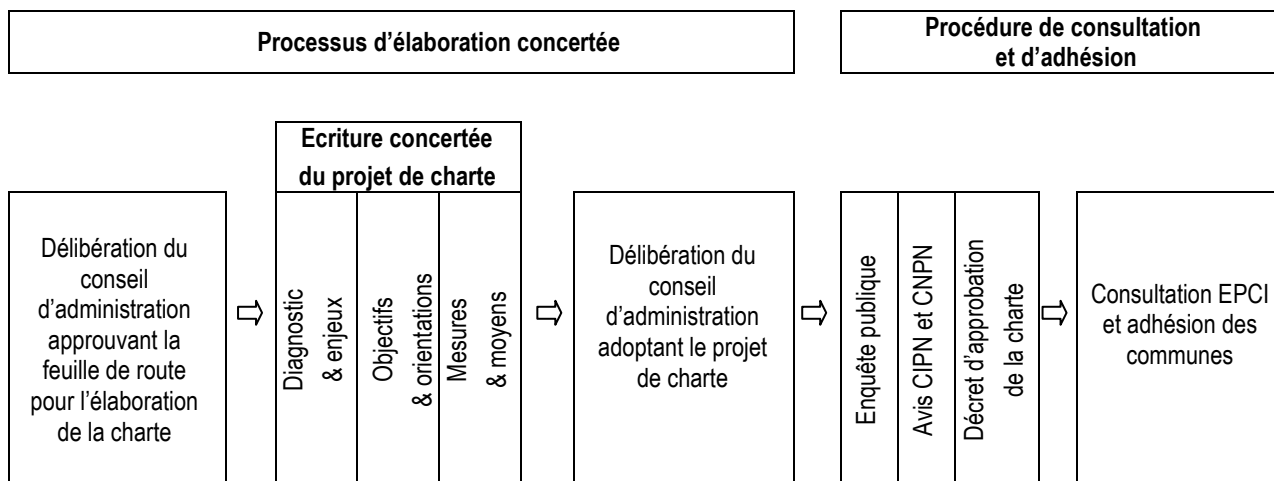 Processus d’élaboration concertée
Procédure de consultation
et d’adhésion
Ecriture concertée
du projet de charte
Délibération du
conseil
d’administration
approuvant la
feuille de route
pour l’élaboration
de la charte
Diagnostic
& enjeux
Objectifs
& orientations
Mesures
& moyens
Délibération du
conseil
d’administration
adoptant le projet
de charte
Enquête publique
Avis CIPN et CNPN
Décret d’approbation
de la charte
Consultation EPCI
et adhésion des
communes